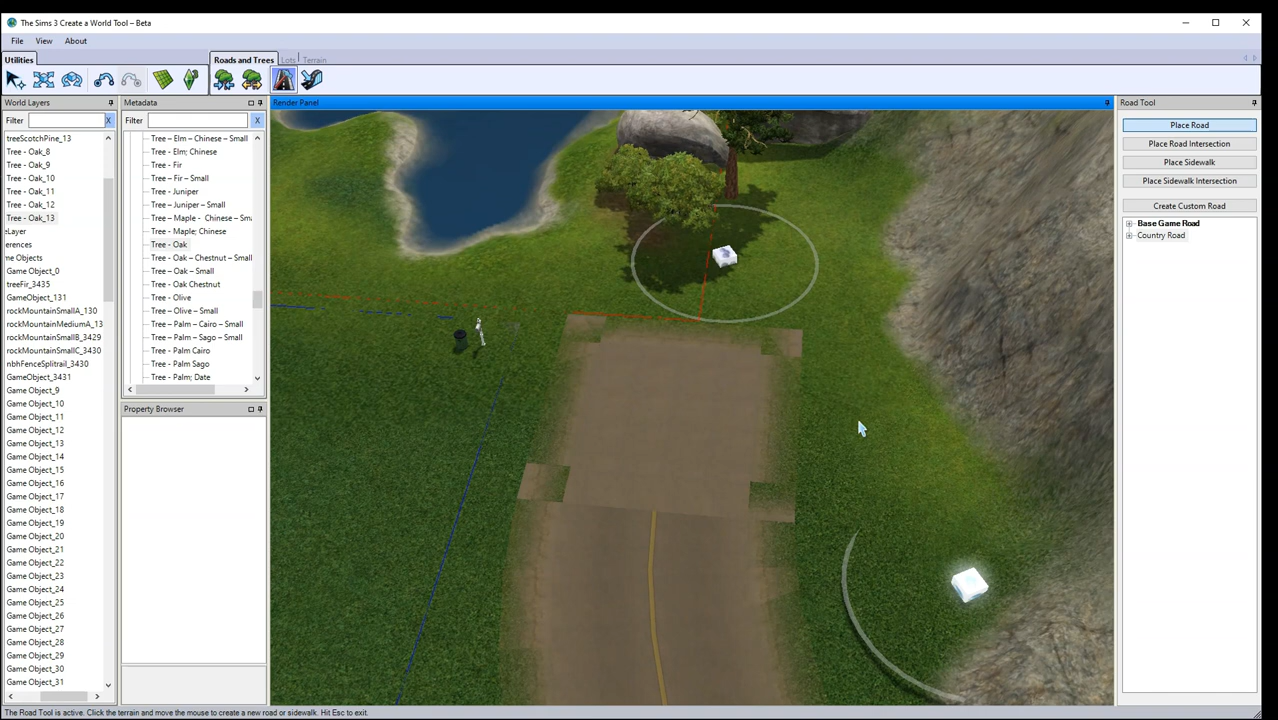 The Sims 3 Create a World Tool – Beta
File View About
Utilities
Roads and Trees Lots Terrain
World Layers
Filter X
treeScotchPine_13
Tree - Oak_8
Tree - Oak_9
Tree - Oak_10
Tree - Oak_11
Tree - Oak_12
Tree - Oak_13
eLayer
erences
me Objects
Game Object_0
treeFir_3435
GameObject_131
rockMountainSmallA_130
rockMountainMediumA_13
rockMountainSmallB_3429
rockMountainSmallC_3430
nbhFenceSplitrail_3430
GameObject_3431
Game Object_9
Game Object_10
Game Object_11
Game Object_12
Game Object_13
Game Object_14
Game Object_15
Game Object_16
Game Object_17
Game Object_18
Game Object_19
Game Object_20
Game Object_21
Game Object_22
Game Object_23
Game Object_24
Game Object_25
Game Object_26
Game Object_27
Game Object_28
Game Object_29
Game Object_30
Game Object_31
Metadata
Filter X
Tree – Elm – Chinese – Small
Tree - Elm; Chinese
Tree - Fir
Tree – Fir – Small
Tree - Juniper
Tree – Juniper – Small
Tree – Maple - Chinese – Sm
Tree - Maple; Chinese
Tree - Oak
Tree – Oak – Chestnut – Small
Tree – Oak – Small
Tree - Oak Chestnut
Tree - Olive
Tree – Olive – Small
Tree – Palm – Cairo – Small
Tree – Palm – Sago – Small
Tree - Palm Cairo
Tree - Palm Sago
Tree - Palm; Date
Property Browser
Render Panel
Road Tool
Place Road
Place Road Intersection
Place Sidewalk
Place Sidewalk Intersection
Create Custom Road
Base Game Road
Country Road
The Road Tool is active. Click the terrain and move the mouse to create a new road or sidewalk. Hit Esc to exit.